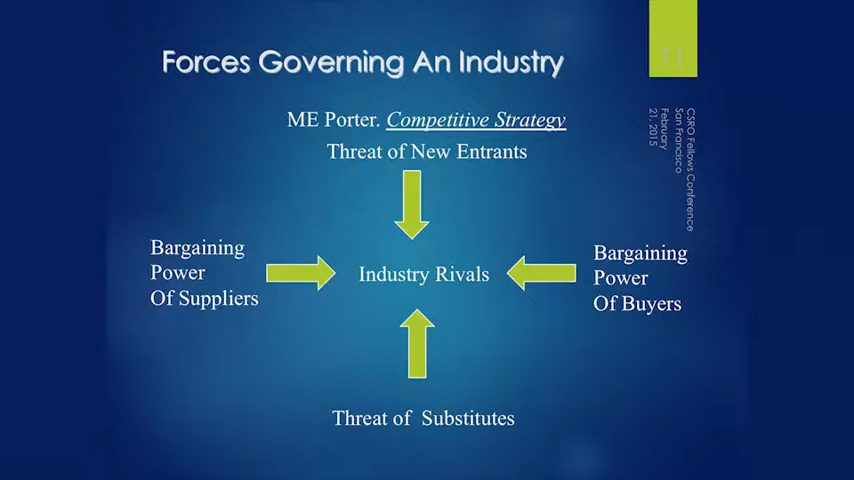 Forces Governing An Industry
11
ME Porter. Competitive Strategy
Threat of New Entrants
CSRO Fellows Conference
San Francisco
February
21, 2015
Bargaining
Power
Of Suppliers
Industry Rivals
Bargaining
Power
Of Buyers
Threat of Substitutes